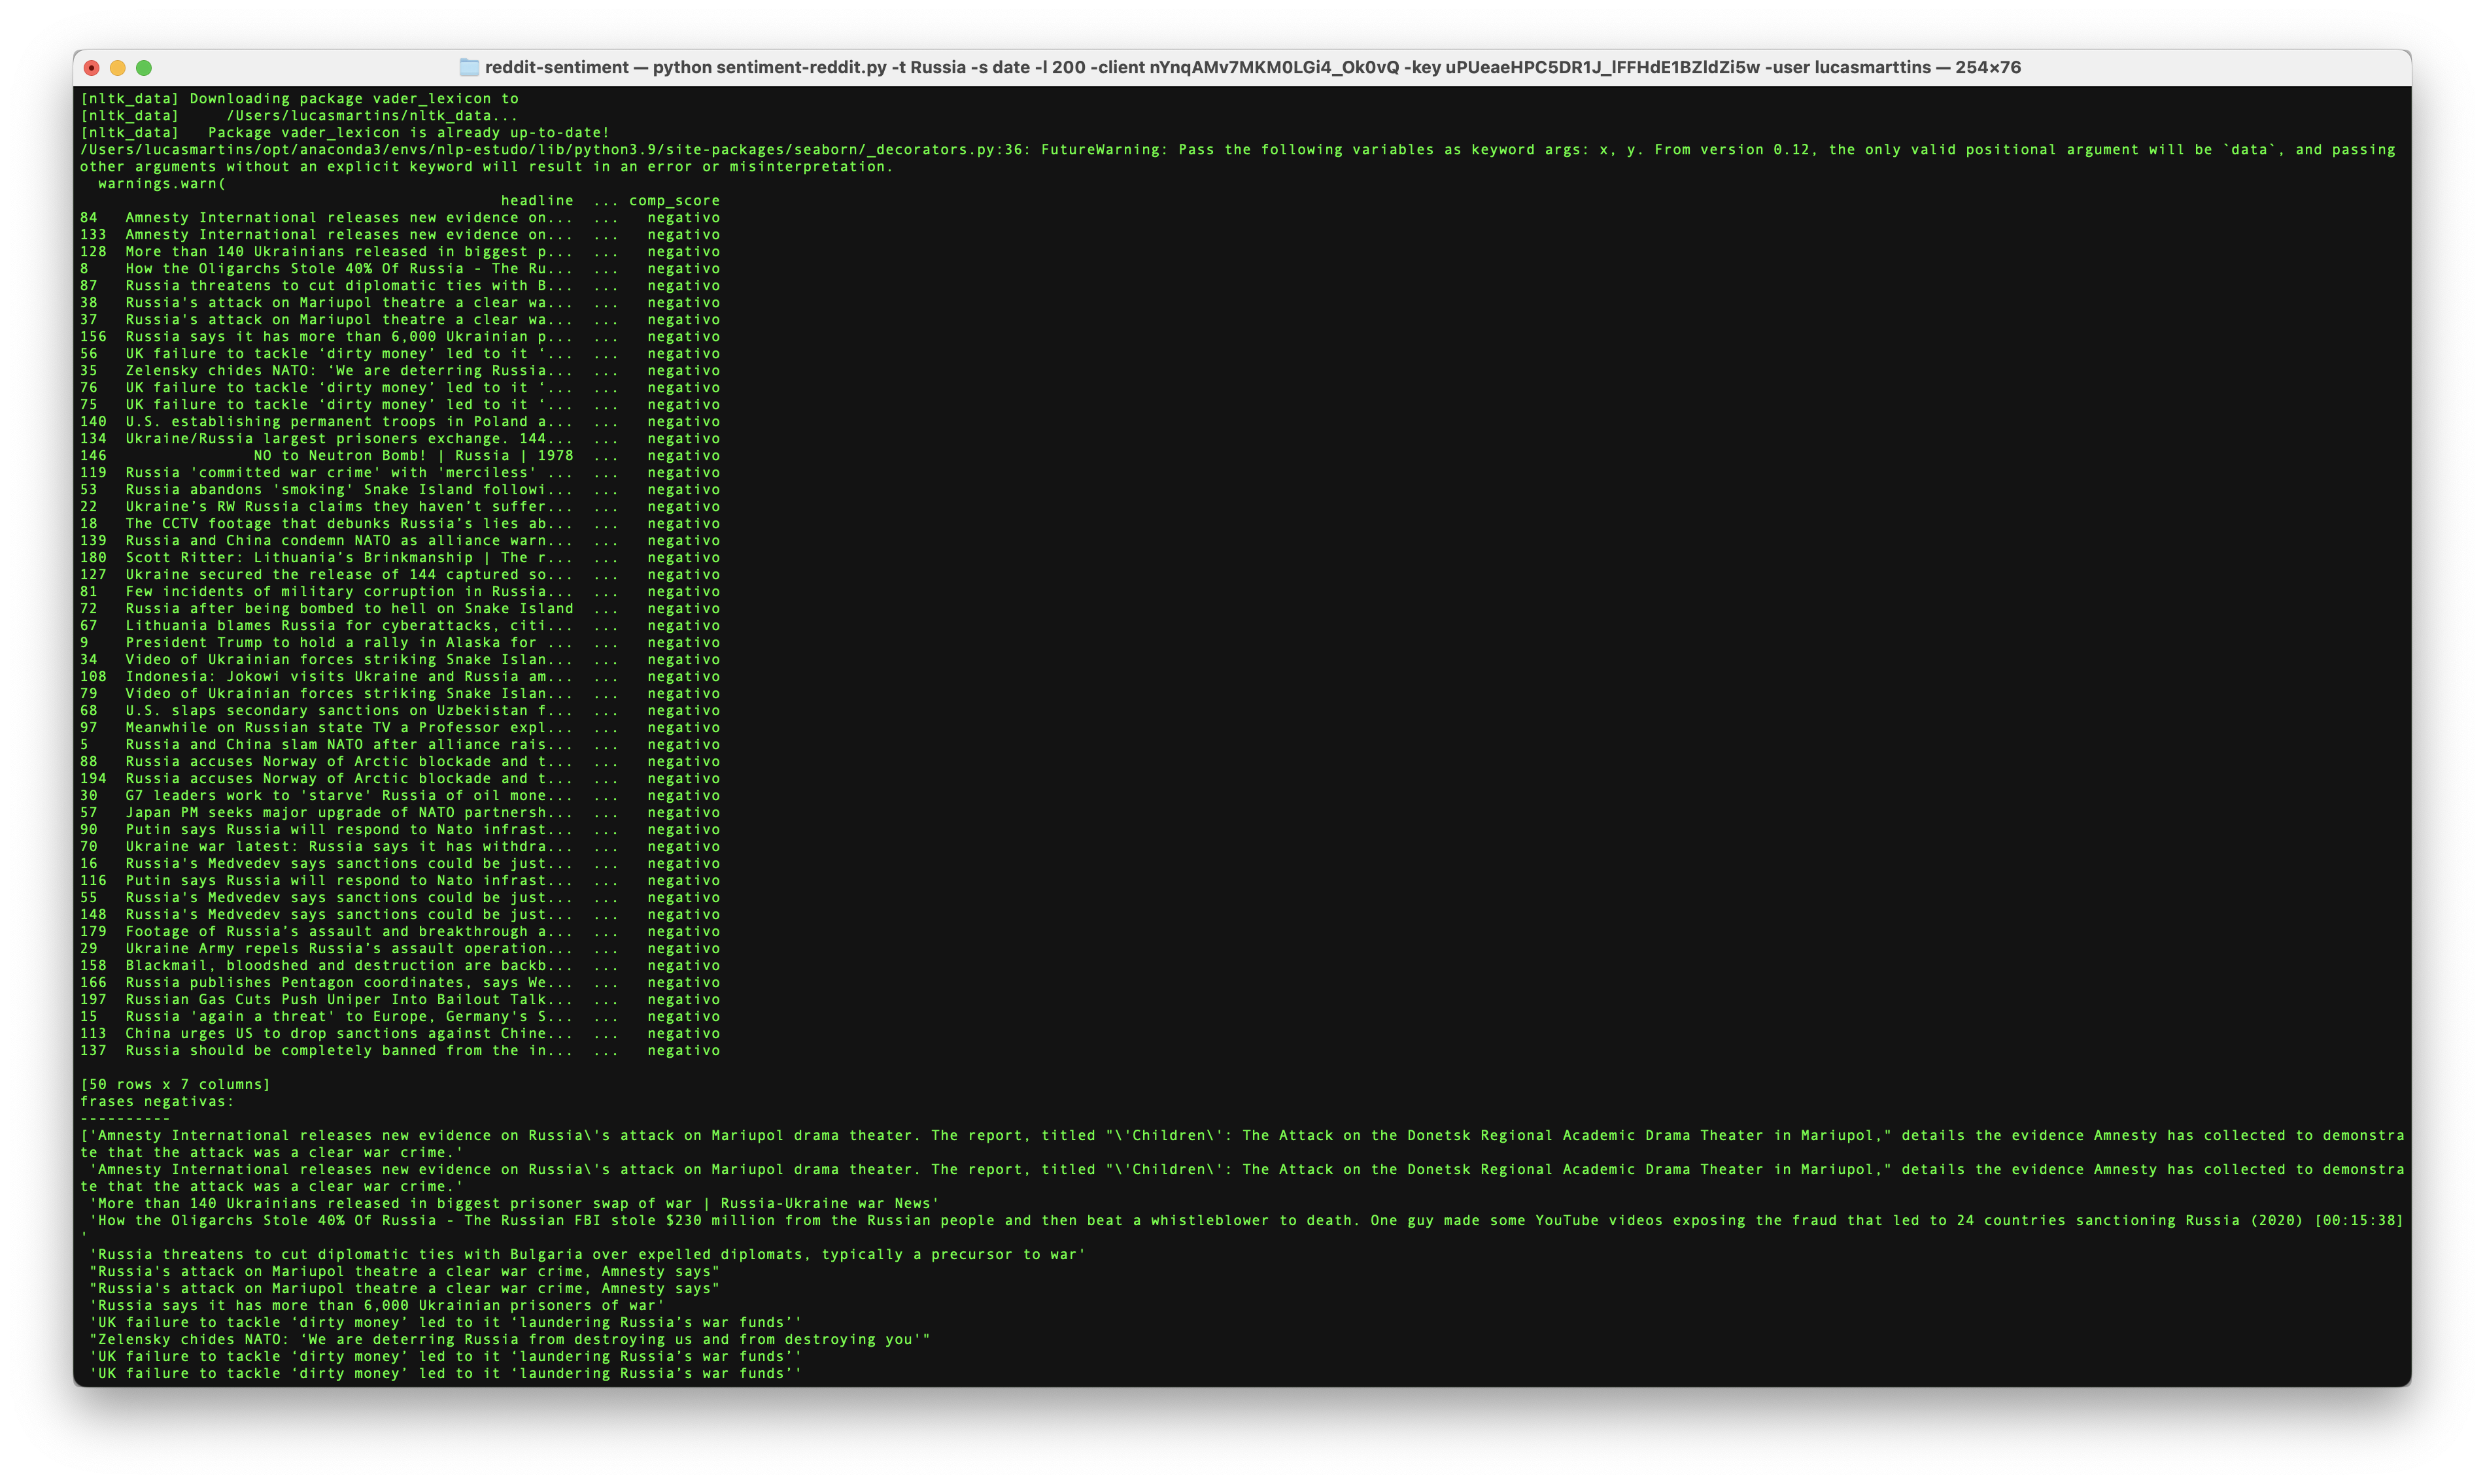 reddit-sentiment — python sentiment-reddit.py -t Russia -s date -l 200 -client nYnqAMv7MKM0LGi4_Ok0vQ -key -user lucasmarttins — 254×76
[nltk_data] Downloading package vader_lexicon to
[nltk_data]     /Users/lucasmartins/nltk_data...
[nltk_data]   Package vader_lexicon is already up-to-date!
/Users/lucasmartins/opt/anaconda3/envs/nlp-estudo/lib/python3.9/site-packages/seaborn/_decorators.py:36: FutureWarning: Pass the following variables as keyword args: x, y. From version 0.12, the only valid positional argument will be `data`, and passing
other arguments without an explicit keyword will result in an error or misinterpretation.
  warnings.warn(
headline  ... comp_score
84   Amnesty International releases new evidence on...  ...   negativo
133  Amnesty International releases new evidence on...  ...   negativo
128  More than 140 Ukrainians released in biggest p...  ...   negativo
8    How the Oligarchs Stole 40% Of Russia - The Ru...  ...   negativo
87   Russia threatens to cut diplomatic ties with B...  ...   negativo
38   Russia's attack on Mariupol theatre a clear wa...  ...   negativo
37   Russia's attack on Mariupol theatre a clear wa...  ...   negativo
156  Russia says it has more than 6,000 Ukrainian p...  ...   negativo
56   UK failure to tackle ‘dirty money’ led to it ‘...  ...   negativo
35   Zelensky chides NATO: ‘We are deterring Russia...  ...   negativo
76   UK failure to tackle ‘dirty money’ led to it ‘...  ...   negativo
75   UK failure to tackle ‘dirty money’ led to it ‘...  ...   negativo
140  U.S. establishing permanent troops in Poland a...  ...   negativo
134  Ukraine/Russia largest prisoners exchange. 144...  ...   negativo
146                NO to Neutron Bomb! | Russia | 1978  ...   negativo
119  Russia 'committed war crime' with 'merciless' ...  ...   negativo
53   Russia abandons 'smoking' Snake Island followi...  ...   negativo
22   Ukraine’s RW Russia claims they haven’t suffer...  ...   negativo
18   The CCTV footage that debunks Russia’s lies ab...  ...   negativo
139  Russia and China condemn NATO as alliance warn...  ...   negativo
180  Scott Ritter: Lithuania’s Brinkmanship | The r...  ...   negativo
127  Ukraine secured the release of 144 captured so...  ...   negativo
81   Few incidents of military corruption in Russia...  ...   negativo
72   Russia after being bombed to hell on Snake Island  ...   negativo
67   Lithuania blames Russia for cyberattacks, citi...  ...   negativo
9    President Trump to hold a rally in Alaska for ...  ...   negativo
34   Video of Ukrainian forces striking Snake Islan...  ...   negativo
108  Indonesia: Jokowi visits Ukraine and Russia am...  ...   negativo
79   Video of Ukrainian forces striking Snake Islan...  ...   negativo
68   U.S. slaps secondary sanctions on Uzbekistan f...  ...   negativo
97   Meanwhile on Russian state TV a Professor expl...  ...   negativo
5    Russia and China slam NATO after alliance rais...  ...   negativo
88   Russia accuses Norway of Arctic blockade and t...  ...   negativo
194  Russia accuses Norway of Arctic blockade and t...  ...   negativo
30   G7 leaders work to 'starve' Russia of oil mone...  ...   negativo
57   Japan PM seeks major upgrade of NATO partnersh...  ...   negativo
90   Putin says Russia will respond to Nato infrast...  ...   negativo
70   Ukraine war latest: Russia says it has withdra...  ...   negativo
16   Russia's Medvedev says sanctions could be just...  ...   negativo
116  Putin says Russia will respond to Nato infrast...  ...   negativo
55   Russia's Medvedev says sanctions could be just...  ...   negativo
148  Russia's Medvedev says sanctions could be just...  ...   negativo
179  Footage of Russia’s assault and breakthrough a...  ...   negativo
29   Ukraine Army repels Russia’s assault operation...  ...   negativo
158  Blackmail, bloodshed and destruction are backb...  ...   negativo
166  Russia publishes Pentagon coordinates, says We...  ...   negativo
197  Russian Gas Cuts Push Uniper Into Bailout Talk...  ...   negativo
15   Russia 'again a threat' to Europe, Germany's S...  ...   negativo
113  China urges US to drop sanctions against Chine...  ...   negativo
137  Russia should be completely banned from the in...  ...   negativo
[50 rows x 7 columns]
frases negativas:
----------
['Amnesty International releases new evidence on Russia\'s attack on Mariupol drama theater. The report, titled "\'Children\': The Attack on the Donetsk Regional Academic Drama Theater in Mariupol," details the evidence Amnesty has collected to demonstra
te that the attack was a clear war crime.'
 'Amnesty International releases new evidence on Russia\'s attack on Mariupol drama theater. The report, titled "\'Children\': The Attack on the Donetsk Regional Academic Drama Theater in Mariupol," details the evidence Amnesty has collected to demonstra
te that the attack was a clear war crime.'
 'More than 140 Ukrainians released in biggest prisoner swap of war | Russia-Ukraine war News'
 'How the Oligarchs Stole 40% Of Russia - The Russian FBI stole $230 million from the Russian people and then beat a whistleblower to death. One guy made some YouTube videos exposing the fraud that led to 24 countries sanctioning Russia (2020) [00:15:38]
'
 'Russia threatens to cut diplomatic ties with Bulgaria over expelled diplomats, typically a precursor to war'
 "Russia's attack on Mariupol theatre a clear war crime, Amnesty says"
 "Russia's attack on Mariupol theatre a clear war crime, Amnesty says"
 'Russia says it has more than 6,000 Ukrainian prisoners of war'
 'UK failure to tackle ‘dirty money’ led to it ‘laundering Russia’s war funds’'
 "Zelensky chides NATO: ‘We are deterring Russia from destroying us and from destroying you'"
 'UK failure to tackle ‘dirty money’ led to it ‘laundering Russia’s war funds’'
 'UK failure to tackle ‘dirty money’ led to it ‘laundering Russia’s war funds’'